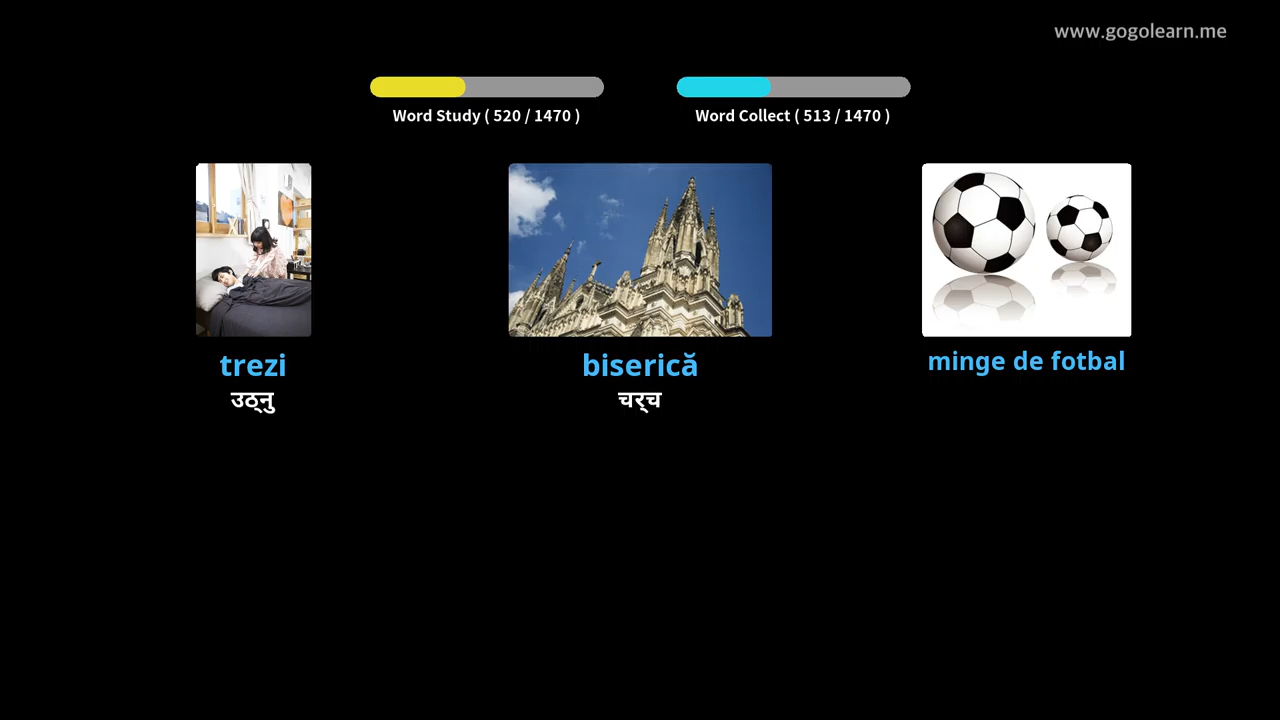 www.gogolearn.me
Word Study ( 520 / 1470 )
Word Collect ( 513 / 1470 )
trezi
उठ्नु
biserică
चर्च
minge de fotbal